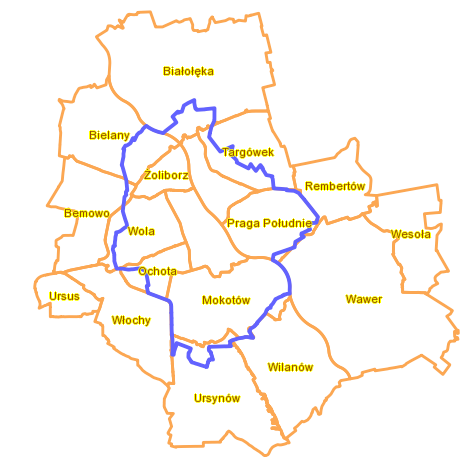 Białołęka
Bielany
Targówek
Żoliborz
Rembertów
Bemowo
Praga Południe
Wola
Wesoła
Ochota
Ursus
Mokotów
Wawer
Włochy
Wilanów
Ursynów